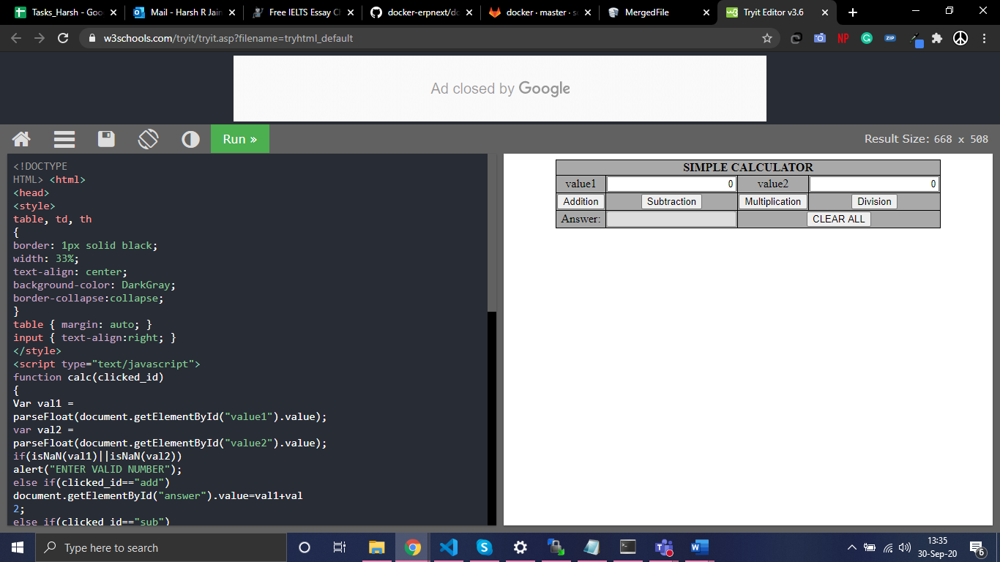 Tasks_Harsh - Goo
Mail - Harsh R Jain
Free IELTS Essay Ch
docker-erpnext/do
docker · master · s
MergedFile
Tryit Editor v3.6
w3schools.com/tryit/tryit.asp?filename=tryhtml_default
NP
ZIP
Ad closed by Google
Run »
Result Size: 668 x 508
<!DOCTYPE
HTML> <html>
<head>
<style>
table, td, th
{
border: 1px solid black;
width: 33%;
text-align: center;
background-color: DarkGray;
border-collapse:collapse;
}
table { margin: auto; }
input { text-align:right; }
</style>
<script type="text/javascript">
function calc(clicked_id)
{
Var val1 =
parseFloat(document.getElementById("value1").value);
var val2 =
parseFloat(document.getElementById("value2").value);
if(isNaN(val1)||isNaN(val2))
alert("ENTER VALID NUMBER");
else if(clicked_id=="add")
document.getElementById("answer").value=val1+val
2;
else if(clicked_id=="sub")
SIMPLE CALCULATOR
value1 0 value2 0
Addition Subtraction Multiplication Division
Answer: CLEAR ALL
Type here to search
13:35
30-Sep-20
6